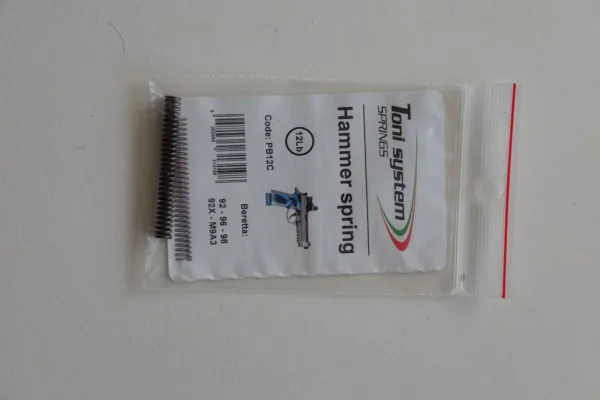 Toni system
SPRINGS
Hammer spring
12Lb
Code: PB12C
Beretta:
92 - 96 - 98
92X - M9A3